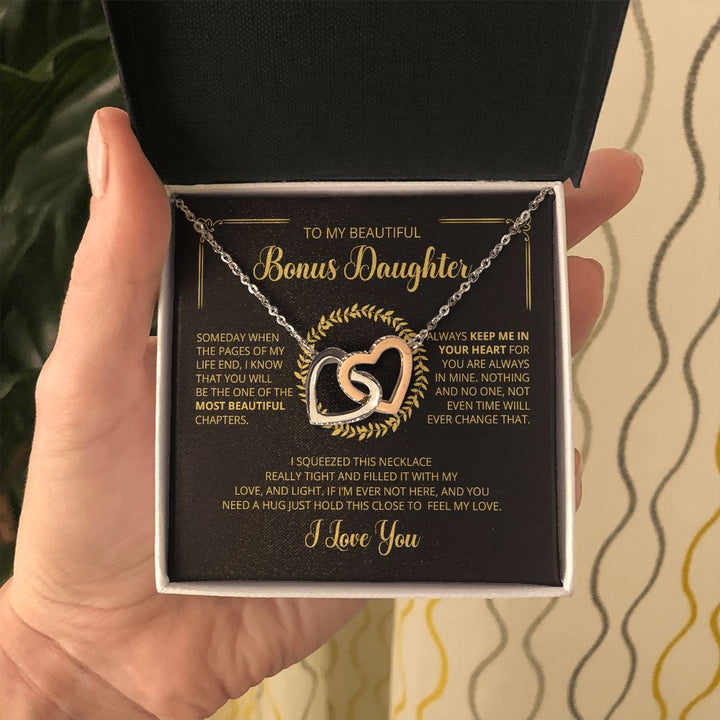 TO MY BEAUTIFUL
Bonus Daughter
SOMEDAY WHEN
THE PAGES OF MY
LIFE END, I KNOW
THAT YOU WILL
BE THE ONE OF THE
MOST BEAUTIFUL
CHAPTERS.
ALWAYS KEEP ME IN
YOUR HEART FOR
YOU ARE ALWAYS
IN MINE. NOTHING
AND NO ONE, NOT
EVEN TIME WIILL
EVER CHANGE THAT.
I SQUEEZED THIS NECKLACE
REALLY TIGHT AND FILLED IT WITH MY
LOVE, AND LIGHT. IF I'M EVER NOT HERE, AND YOU
NEED A HUG JUST HOLD THIS CLOSE TO FEEL MY LOVE.
I Love You